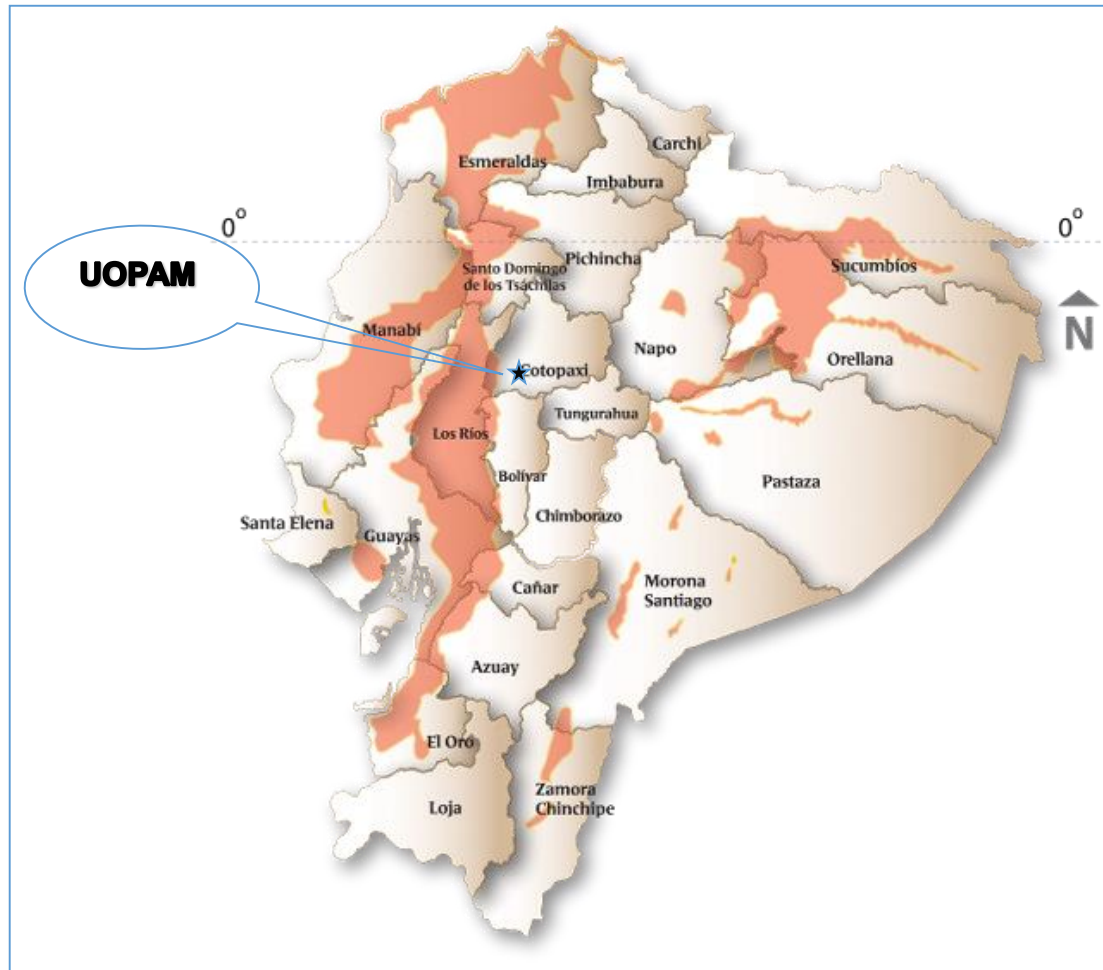 Carchi
Esmeraldas
Imbabura
0°
0°
UOPAM
Pichincha
Sucumbíos
Santo Domingo
de los Tsáchilas
N
Manabí
Napo
Orellana
Cotopaxi
Tungurahua
Los Ríos
Bolívar
Pastaza
Santa Elena
Chimborazo
Guayas
Cañar
Morona
Santiago
Azuay
El Oro
Zamora
Chinchipe
Loja